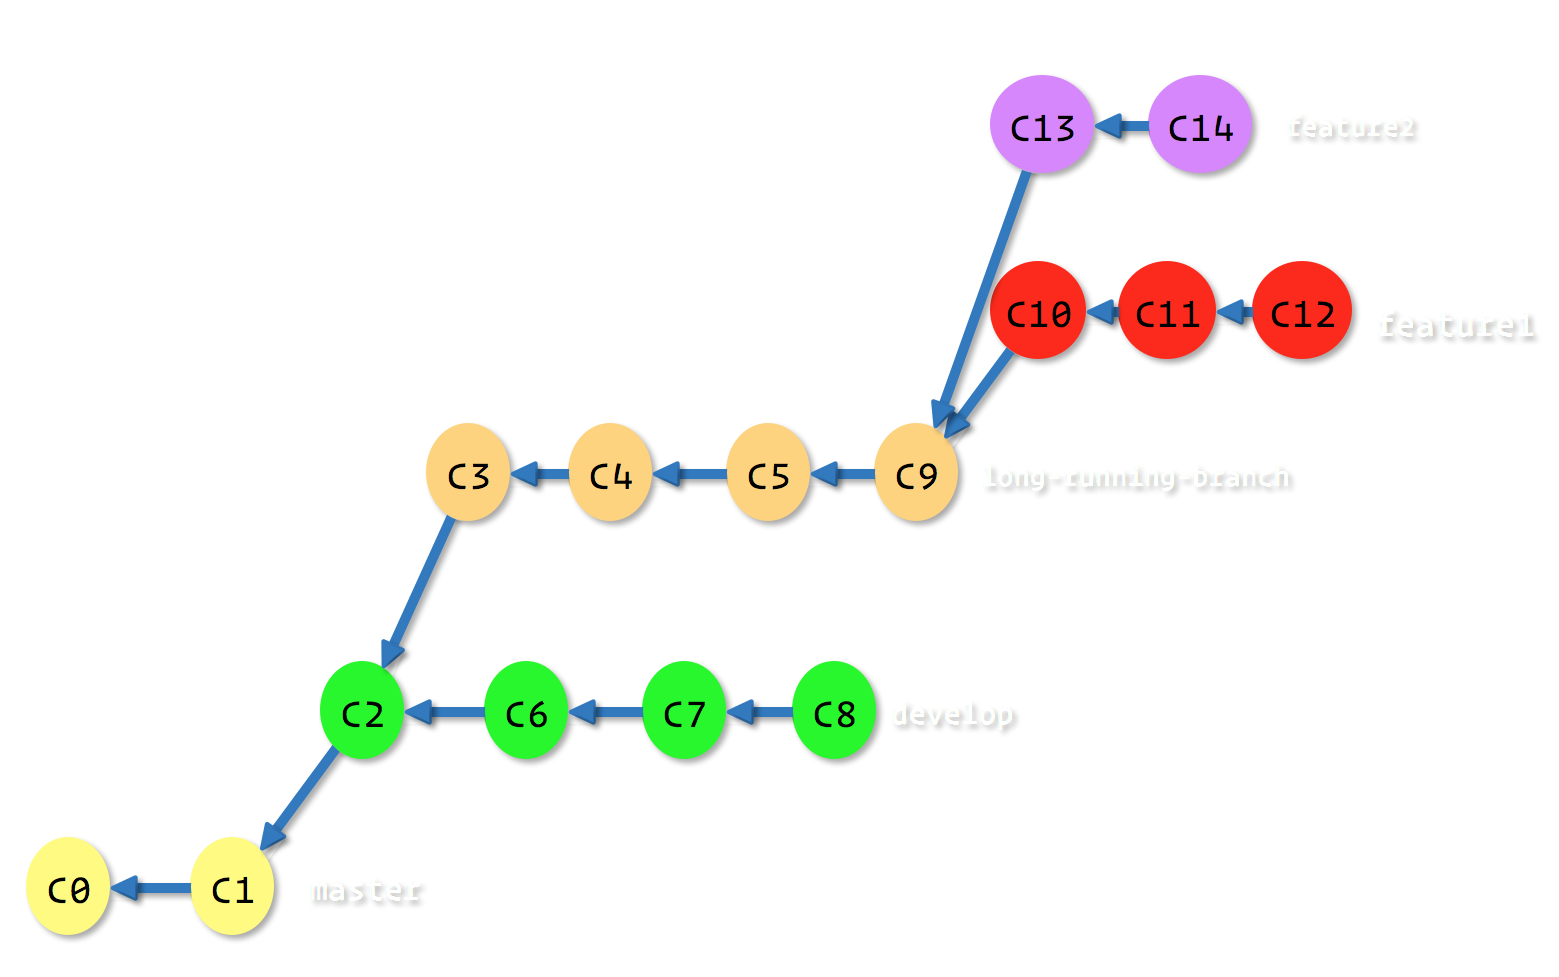 C13 C14 feature2
C10 C11 C12 feature1
C3 C4 C5 C9 long-running-branch
C2 C6 C7 C8 develop
C0 C1 master